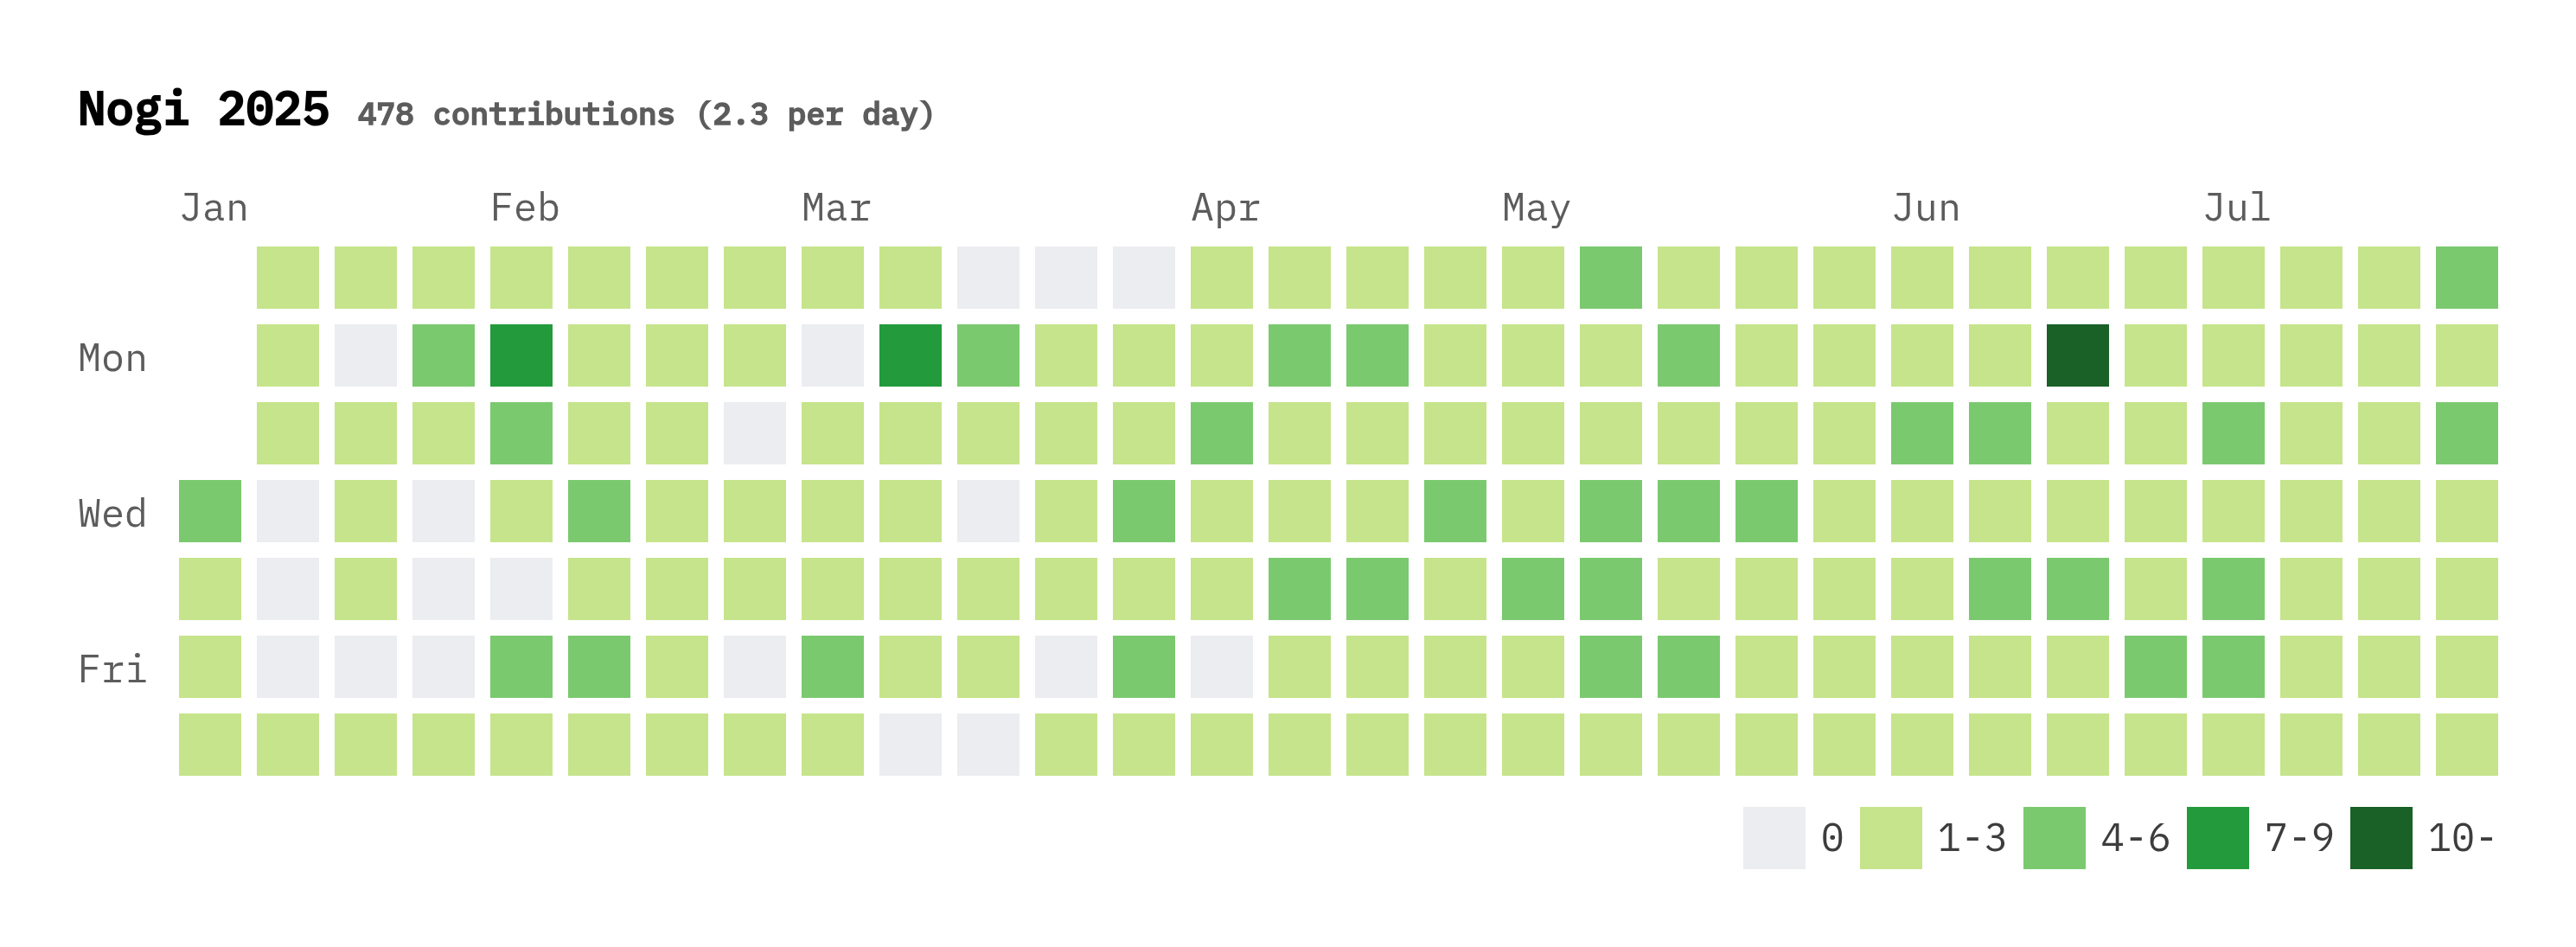 Nogi 2025 478 contributions (2.3 per day)
Jan Feb Mar Apr May Jun Jul
Mon
Wed
Fri
0 1-3 4-6 7-9 10-